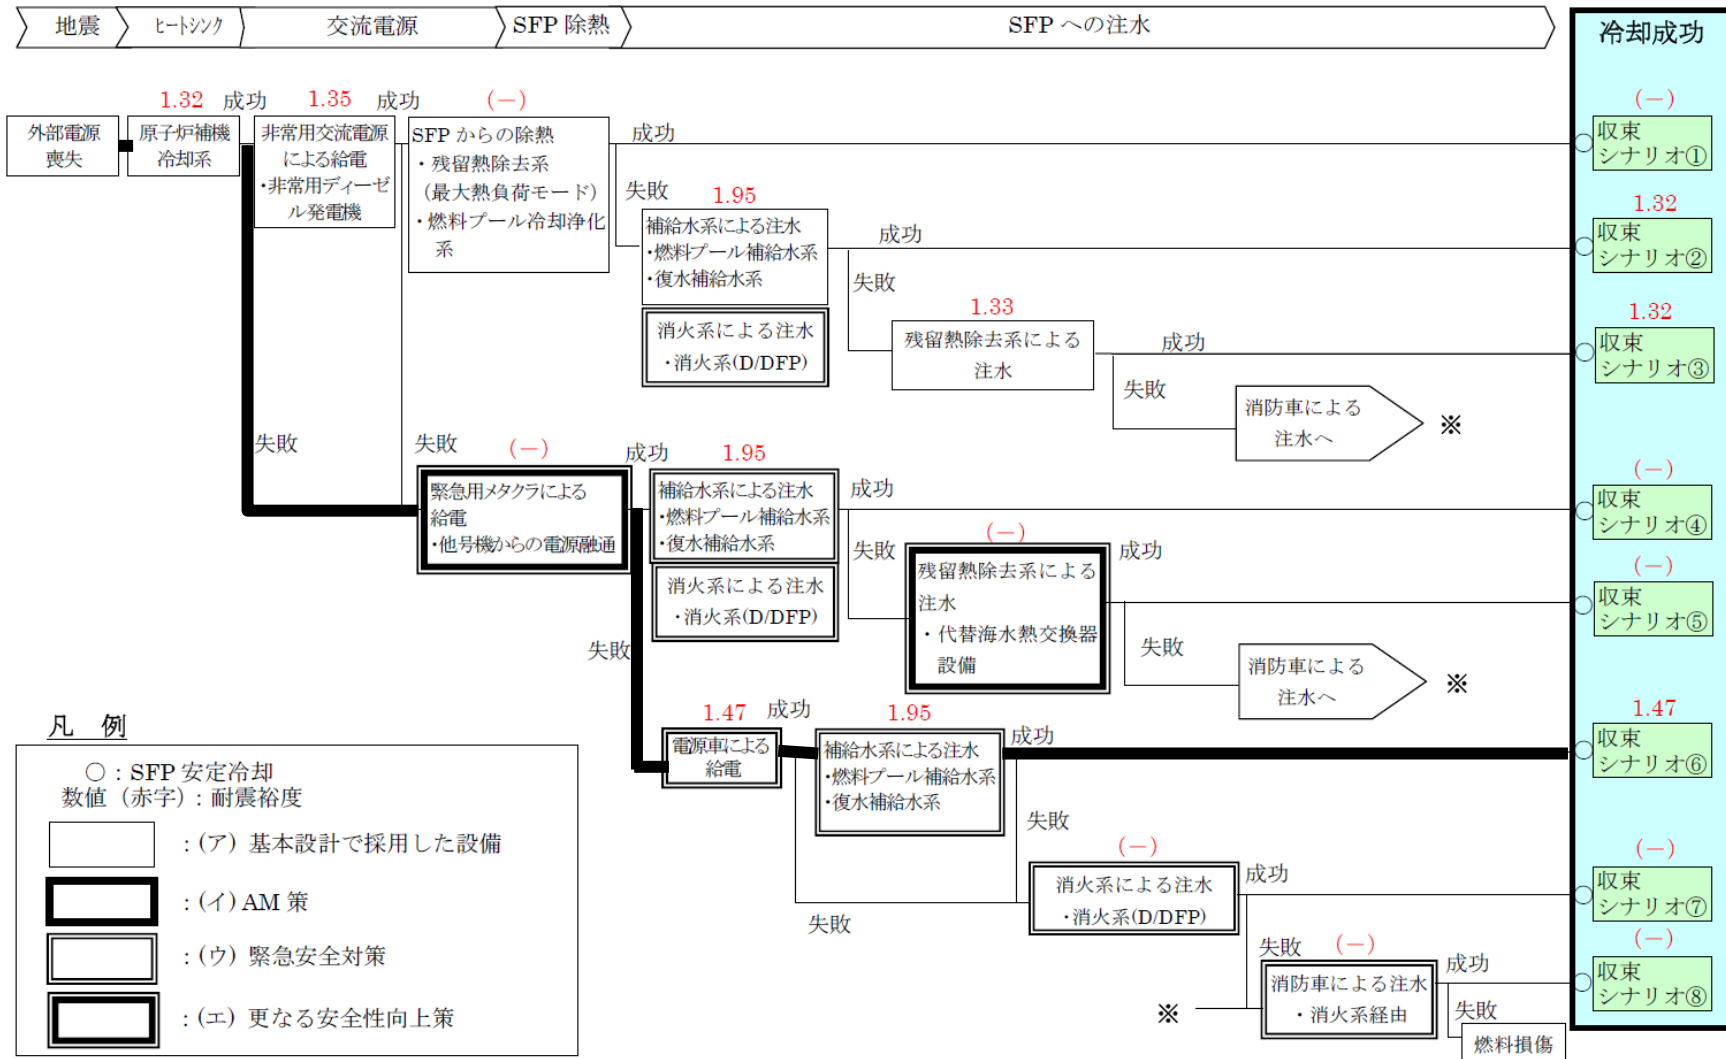 地震
ヒートシンク
交流電源
SFP 除熱
SFP への注水
冷却成功
1.32
成功
1.35
成功
(－)
(－)
外部電源
喪失
原子炉補機
冷却系
非常用交流電源
による給電
・非常用ディーゼ
ル発電機
SFP からの除熱
・残留熱除去系
（最大熱負荷モード）
・燃料プール冷却浄化
系
成功
収束
シナリオ①
失敗
1.95
1.32
補給水系による注水
・燃料プール補給水系
・復水補給水系
成功
収束
シナリオ②
失敗
消火系による注水
・消火系(D/DFP)
1.33
1.32
残留熱除去系による
注水
成功
収束
シナリオ③
失敗
消防車による
注水へ
※
失敗
失敗
(－)
成功
1.95
(－)
緊急用メタクラによる
給電
・他号機からの電源融通
補給水系による注水
・燃料プール補給水系
・復水補給水系
成功
収束
シナリオ④
失敗
(－)
成功
(－)
消火系による注水
・消火系(D/DFP)
残留熱除去系による
注水
・代替海水熱交換器
設備
収束
シナリオ⑤
失敗
失敗
消防車による
注水へ
※
1.47
成功
1.95
1.47
電源車による
給電
補給水系による注水
・燃料プール補給水系
・復水補給水系
成功
収束
シナリオ⑥
失敗
(－)
(－)
失敗
消火系による注水
・消火系(D/DFP)
成功
収束
シナリオ⑦
失敗
(－)
成功
(－)
※
消防車による注水
・消火系経由
収束
シナリオ⑧
失敗
燃料損傷
凡 例
○：SFP 安定冷却
数値（赤字）：耐震裕度
：(ア) 基本設計で採用した設備
：(イ) AM 策
：(ウ) 緊急安全対策
：(エ) 更なる安全性向上策